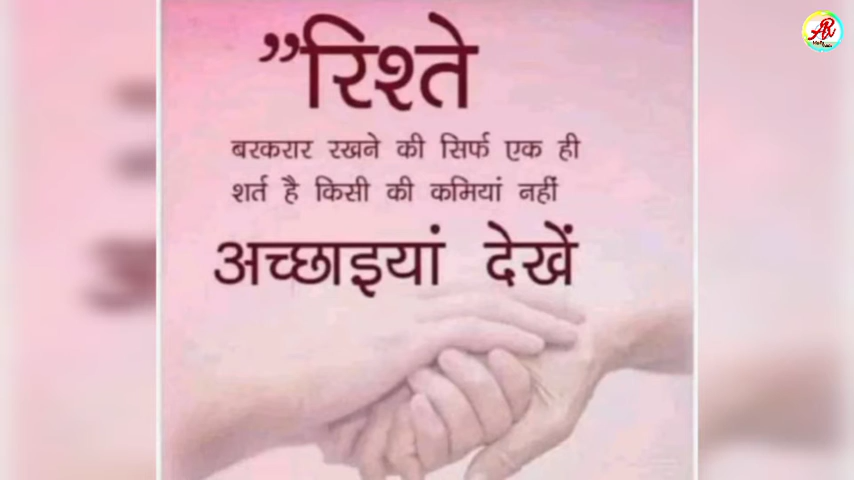 ”रिश्ते
बरकरार रखने की सिर्फ एक ही
शर्त है किसी की कमियां नहीं
अच्छाइयां देखें